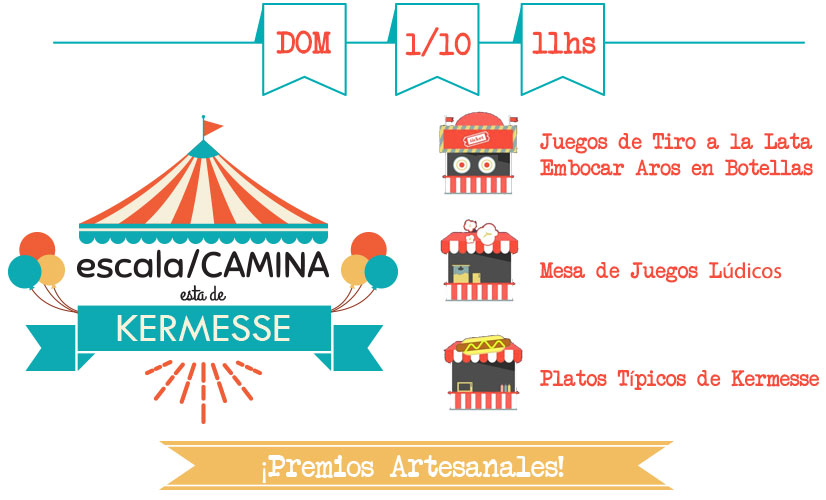 DOM 1/10 11hs
escala/CAMINA
esta de
KERMESSE
Juegos de Tiro a la Lata
Embocar Aros en Botellas
Mesa de Juegos Lúdicos
Platos Típicos de Kermesse
¡Premios Artesanales!